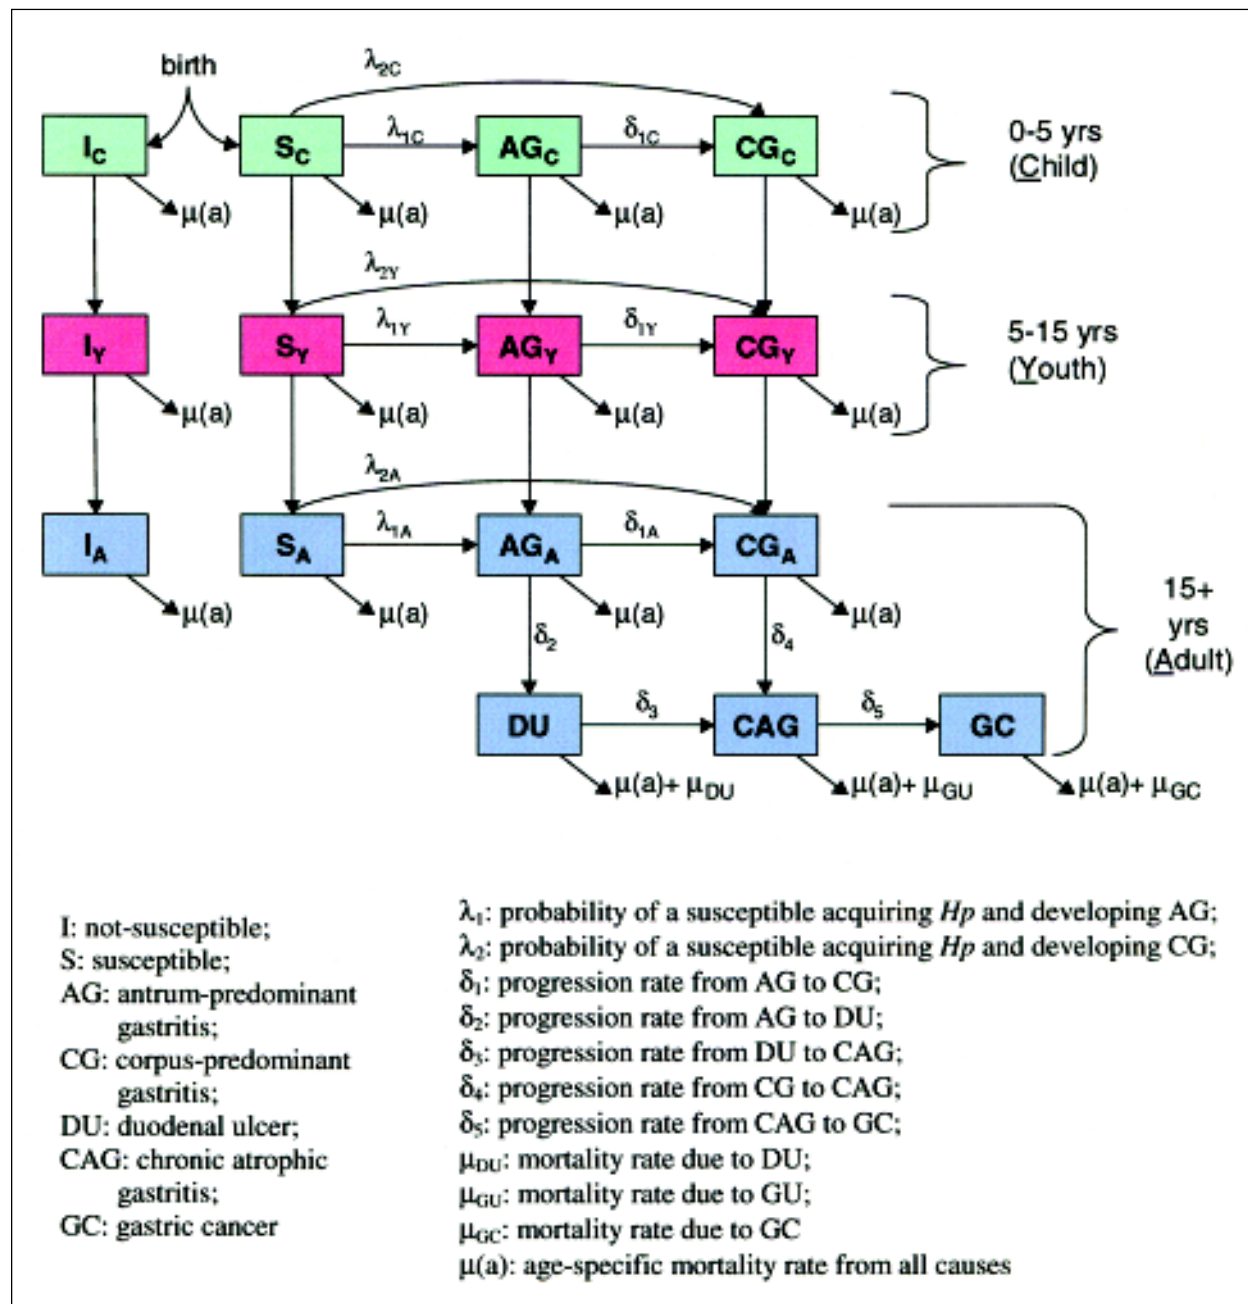 birth
λ2C
IC
SC
λ1C
AGC
δ1C
CGC
0-5 yrs
(Child)
μ(a)
μ(a)
μ(a)
μ(a)
λ2Y
IY
SY
λ1Y
AGY
δ1Y
CGY
5-15 yrs
(Youth)
μ(a)
μ(a)
μ(a)
μ(a)
λ2A
IA
SA
λ1A
AGA
δ1A
CGA
μ(a)
μ(a)
μ(a)
μ(a)
15+
yrs
(Adult)
δ2
δ4
DU
δ3
CAG
δ5
GC
μ(a)+ μDU
μ(a)+ μGU
μ(a)+ μGC
I: not-susceptible;
S: susceptible;
AG: antrum-predominant
gastritis;
CG: corpus-predominant
gastritis;
DU: duodenal ulcer;
CAG: chronic atrophic
gastritis;
GC: gastric cancer
λ1: probability of a susceptible acquiring Hp and developing AG;
λ2: probability of a susceptible acquiring Hp and developing CG;
δ1: progression rate from AG to CG;
δ2: progression rate from AG to DU;
δ3: progression rate from DU to CAG;
δ4: progression rate from CG to CAG;
δ5: progression rate from CAG to GC;
μDU: mortality rate due to DU;
μGU: mortality rate due to GU;
μGC: mortality rate due to GC
μ(a): age-specific mortality rate from all causes